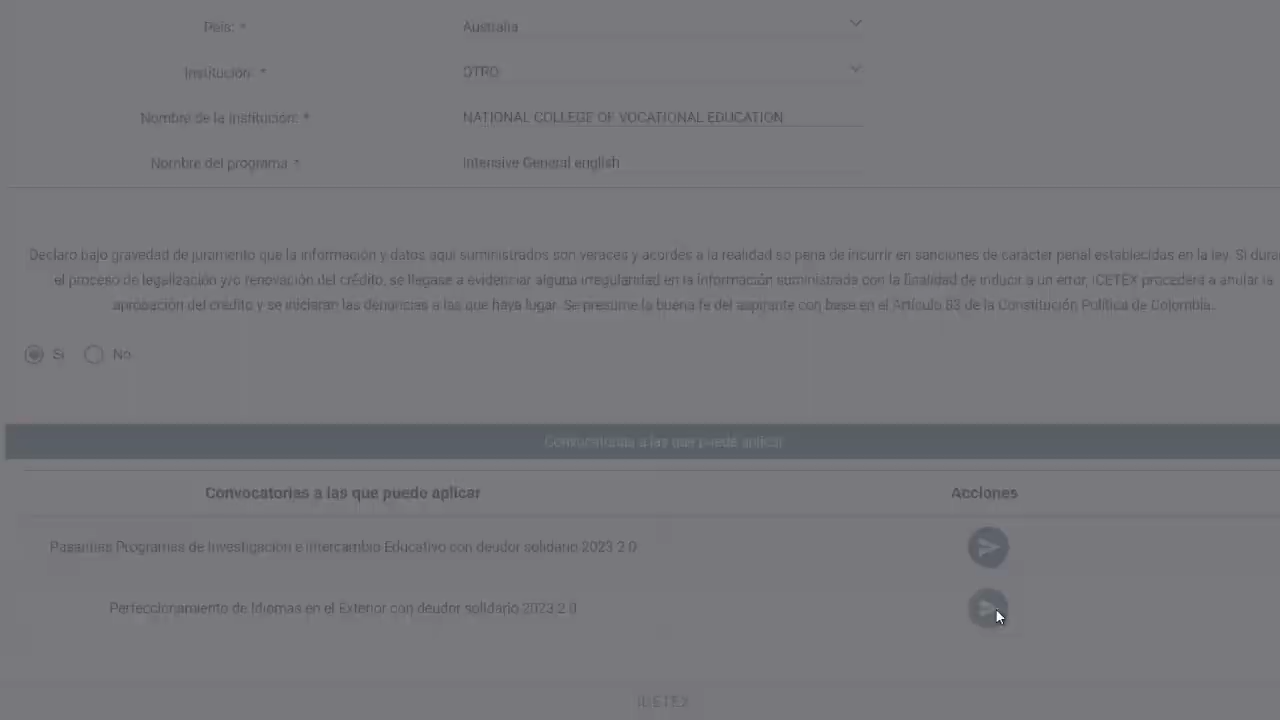 País: * Australia
Institución: * OTRO
Nombre de la institución: * NATIONAL COLLEGE OF VOCATIONAL EDUCATION
Nombre del programa: * Intensive General english
Declaro bajo gravedad de juramento que la información y datos aquí suministrados son veraces y acordes a la realidad so pena de incurrir en sanciones de carácter penal establecidas en la ley. Si dura
el proceso de legalización y/o renovación del crédito, se llegase a evidenciar alguna irregularidad en la información suministrada con la finalidad de inducir a un error, ICETEX procederá a anular la
aprobación del crédito y se iniciaran las denuncias a las que haya lugar. Se presume la buena fe del aspirante con base en el Artículo 83 de la Constitución Política de Colombia.
Si No
Convocatorias a las que puede aplicar
Convocatorias a las que puede aplicar Acciones
Pasantías Programas de Investigación e Intercambio Educativo con deudor solidario 2023 2.0
Perfeccionamiento de Idiomas en el Exterior con deudor solidario 2023 2.0
ICETEX